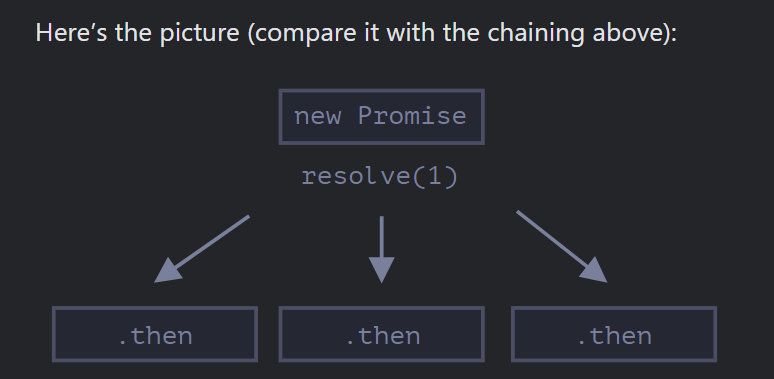 Here’s the picture (compare it with the chaining above):
new Promise
resolve(1)
.then
.then
.then